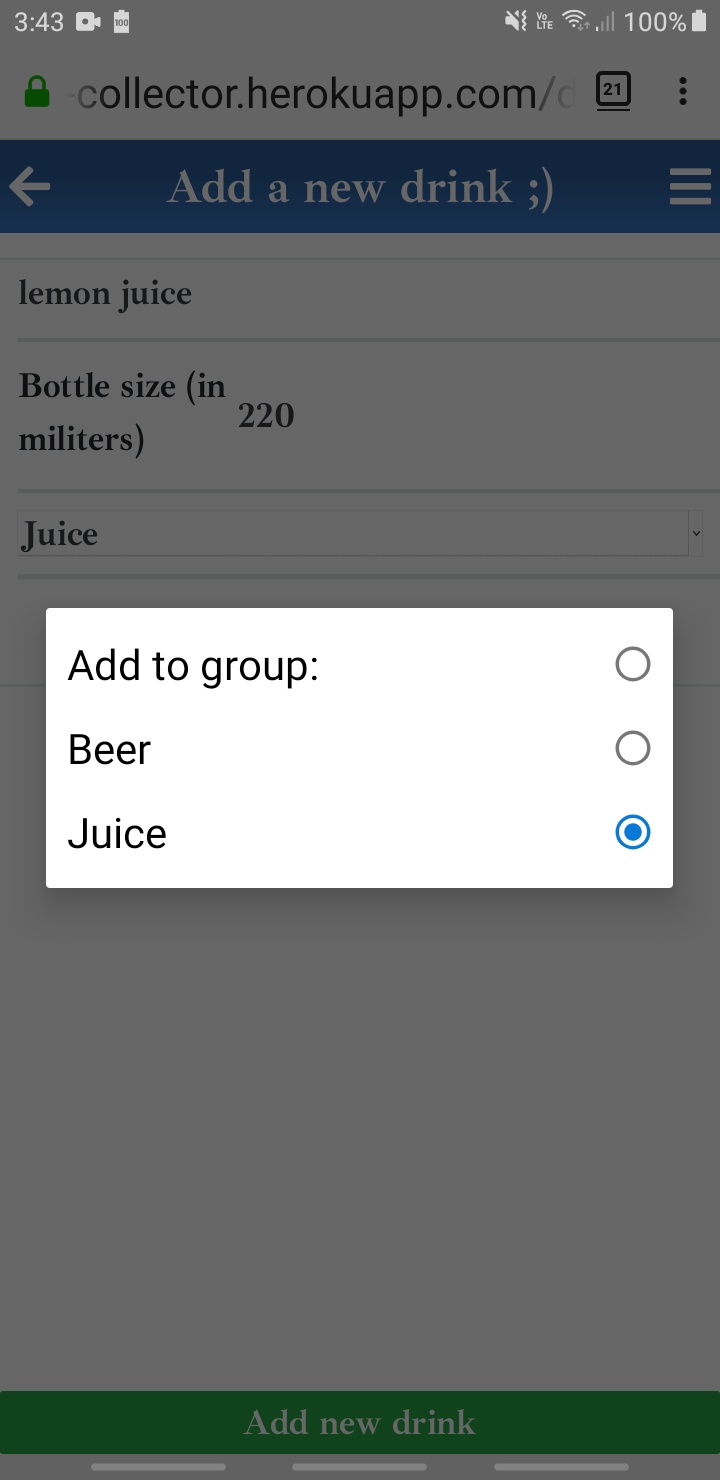 3:43 100 Vo LTE 100%
-collector.herokuapp.com/d 21
Add a new drink ;)
lemon juice
Bottle size (in
militers)
220
Juice
Add to group:
Beer
Juice
Add new drink